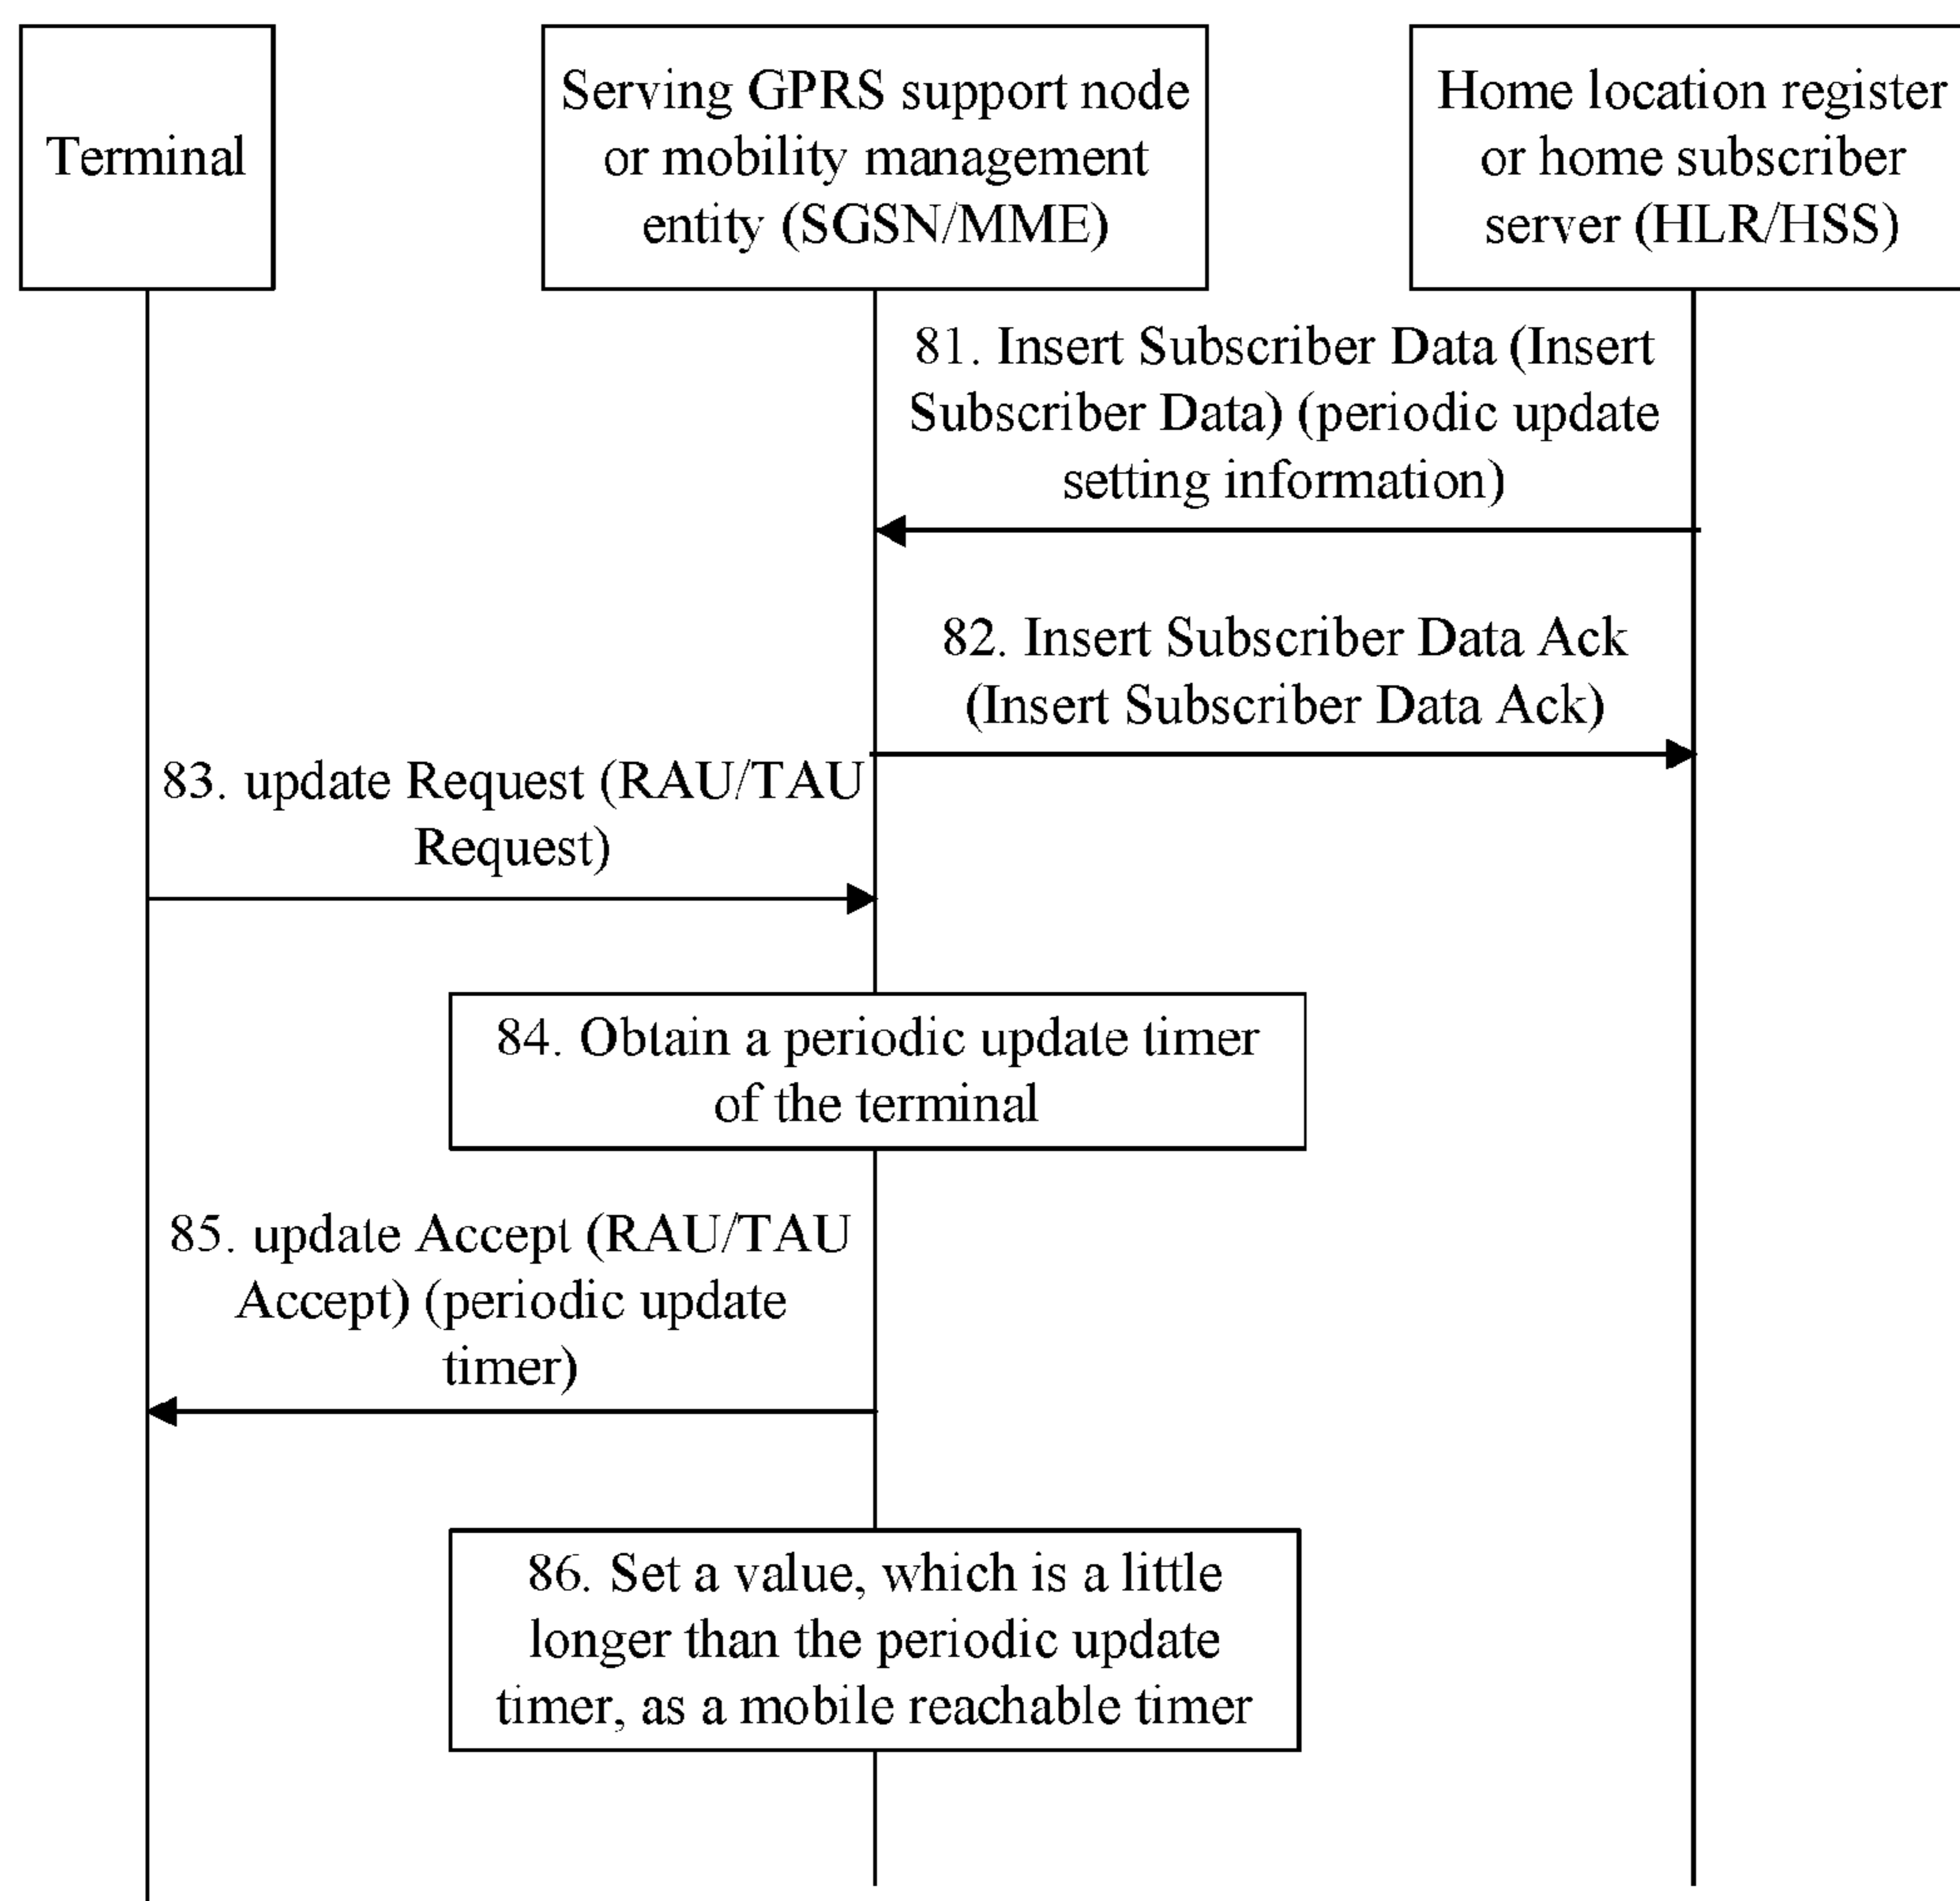 Terminal
Serving GPRS support node
or mobility management
entity (SGSN/MME)
Home location register
or home subscriber
server (HLR/HSS)
81. Insert Subscriber Data (Insert
Subscriber Data) (periodic update
setting information)
82. Insert Subscriber Data Ack
(Insert Subscriber Data Ack)
83. update Request (RAU/TAU
Request)
84. Obtain a periodic update timer
of the terminal
85. update Accept (RAU/TAU
Accept) (periodic update
timer)
86. Set a value, which is a little
longer than the periodic update
timer, as a mobile reachable timer